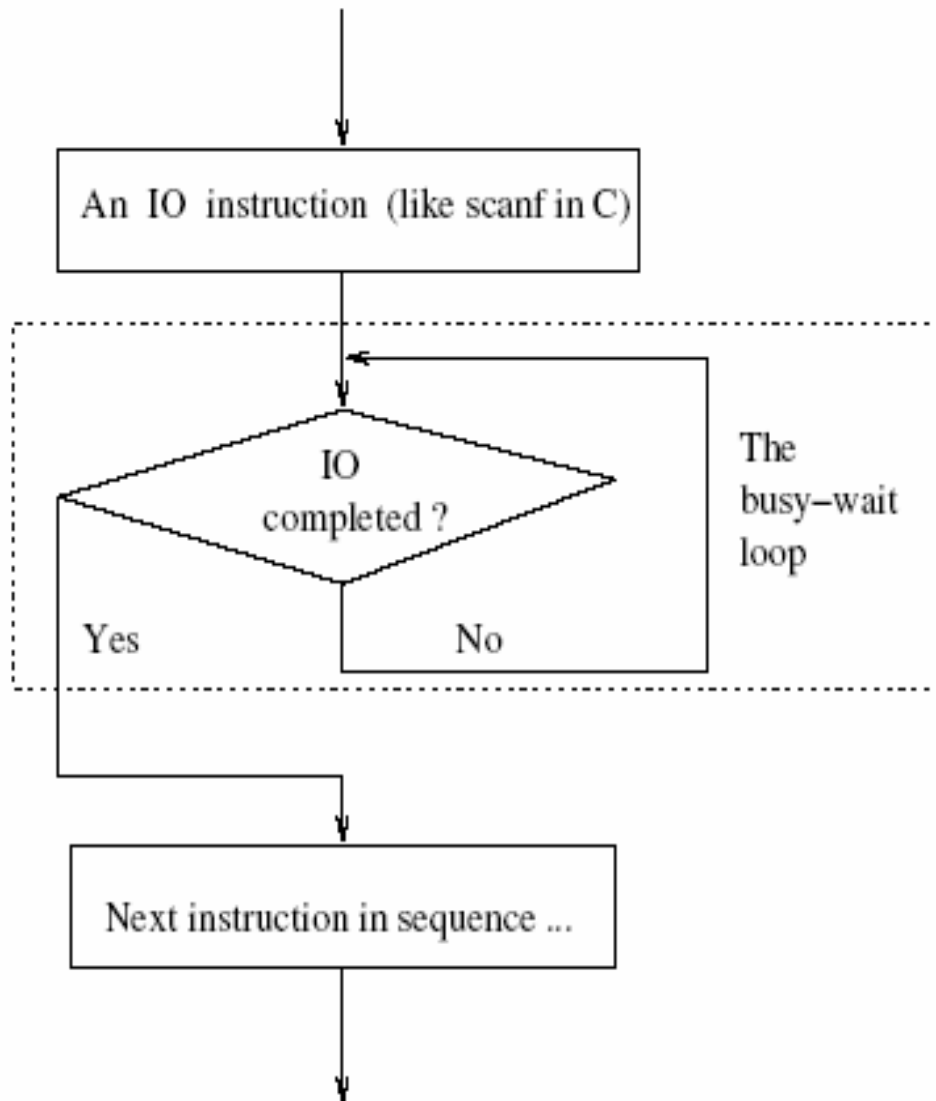 An IO instruction (like scanf in C)
IO
completed ?
The
busy–wait
loop
Yes
No
Next instruction in sequence ...